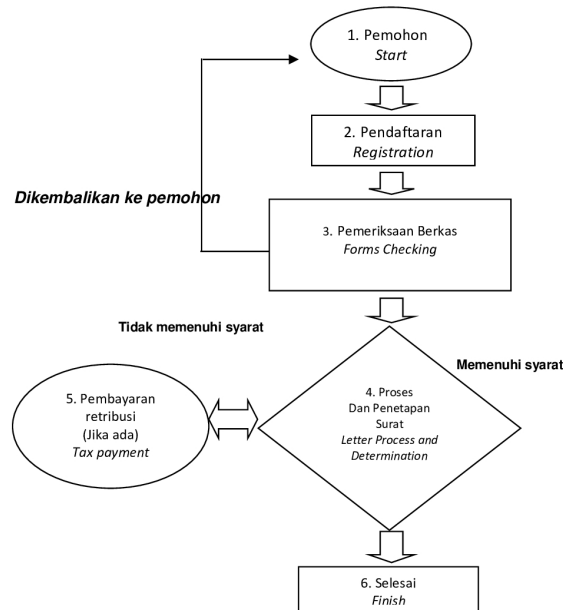 1. Pemohon
Start
2. Pendaftaran
Registration
Dikembalikan ke pemohon
3. Pemeriksaan Berkas
Forms Checking
Tidak memenuhi syarat
Memenuhi syarat
5. Pembayaran
retribusi
(Jika ada)
Tax payment
4. Proses
Dan Penetapan
Surat
Letter Process and
Determination
6. Selesai
Finish